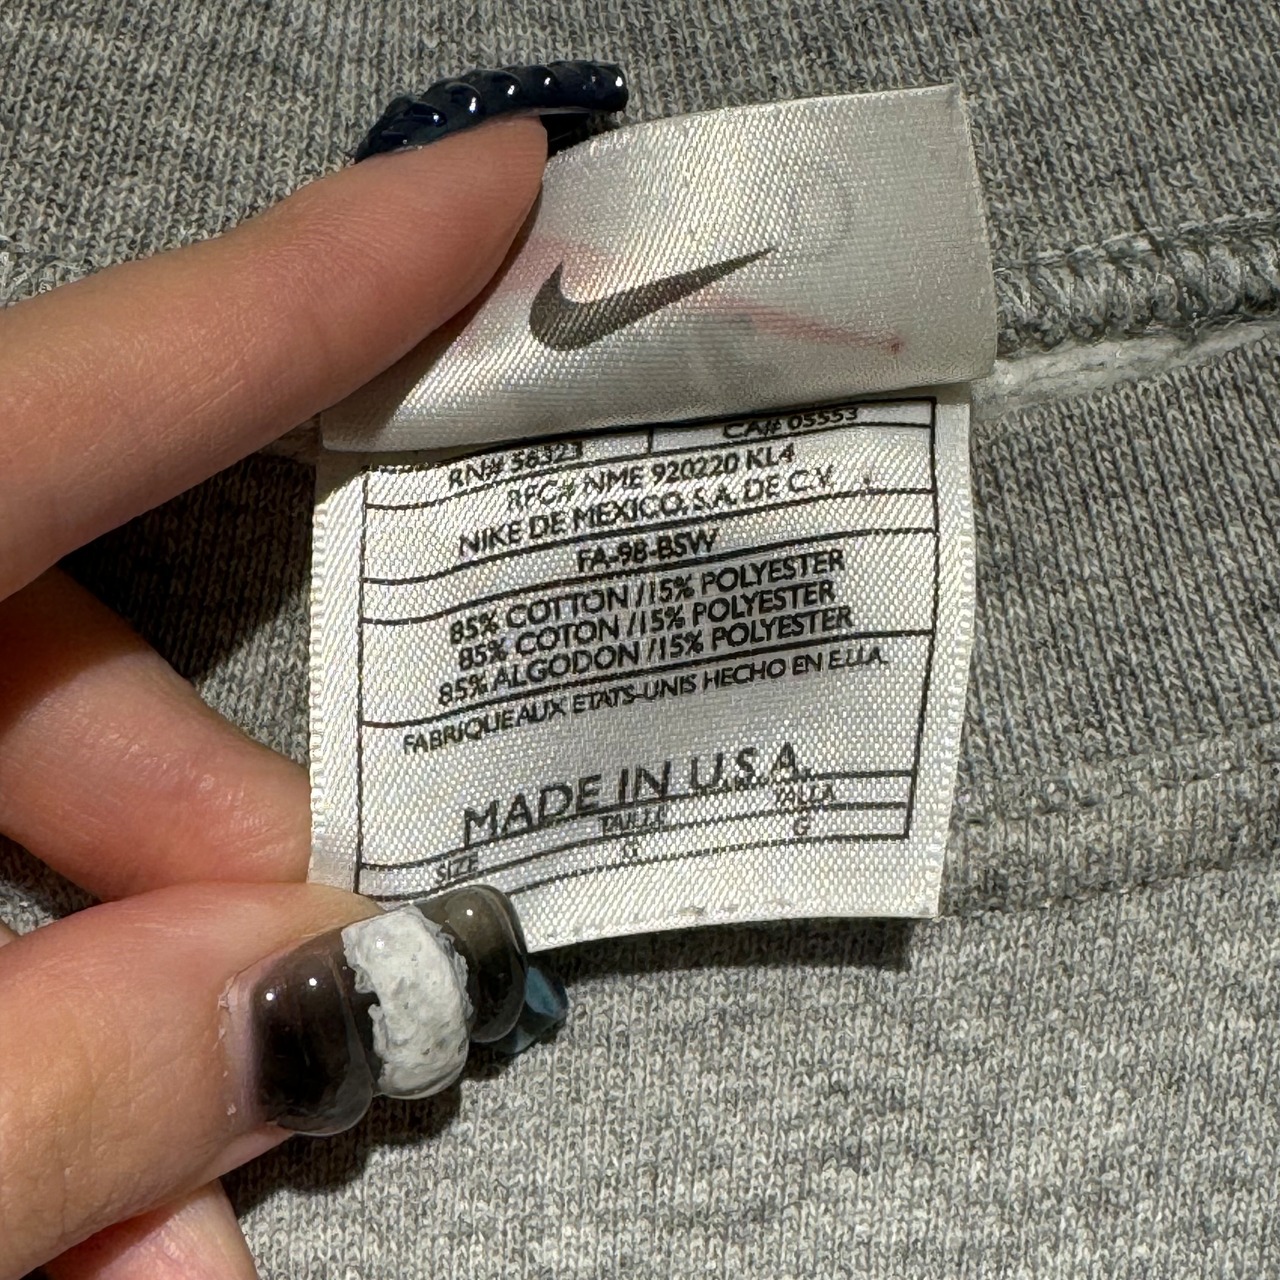 RN# 56323 CA# 05553
RFC# NME 920220 KL4
NIKE DE MEXICO, S.A. DE C.V.
FA-98-BSW
85% COTTON /15% POLYESTER
85% COTON /15% POLYESTER
85% ALGODON /15% POLYESTER
FABRIQUE AUX ETATS-UNIS HECHO EN E.U.A.
MADE IN U.S.A.
SIZE TAILLE TALLA
G G